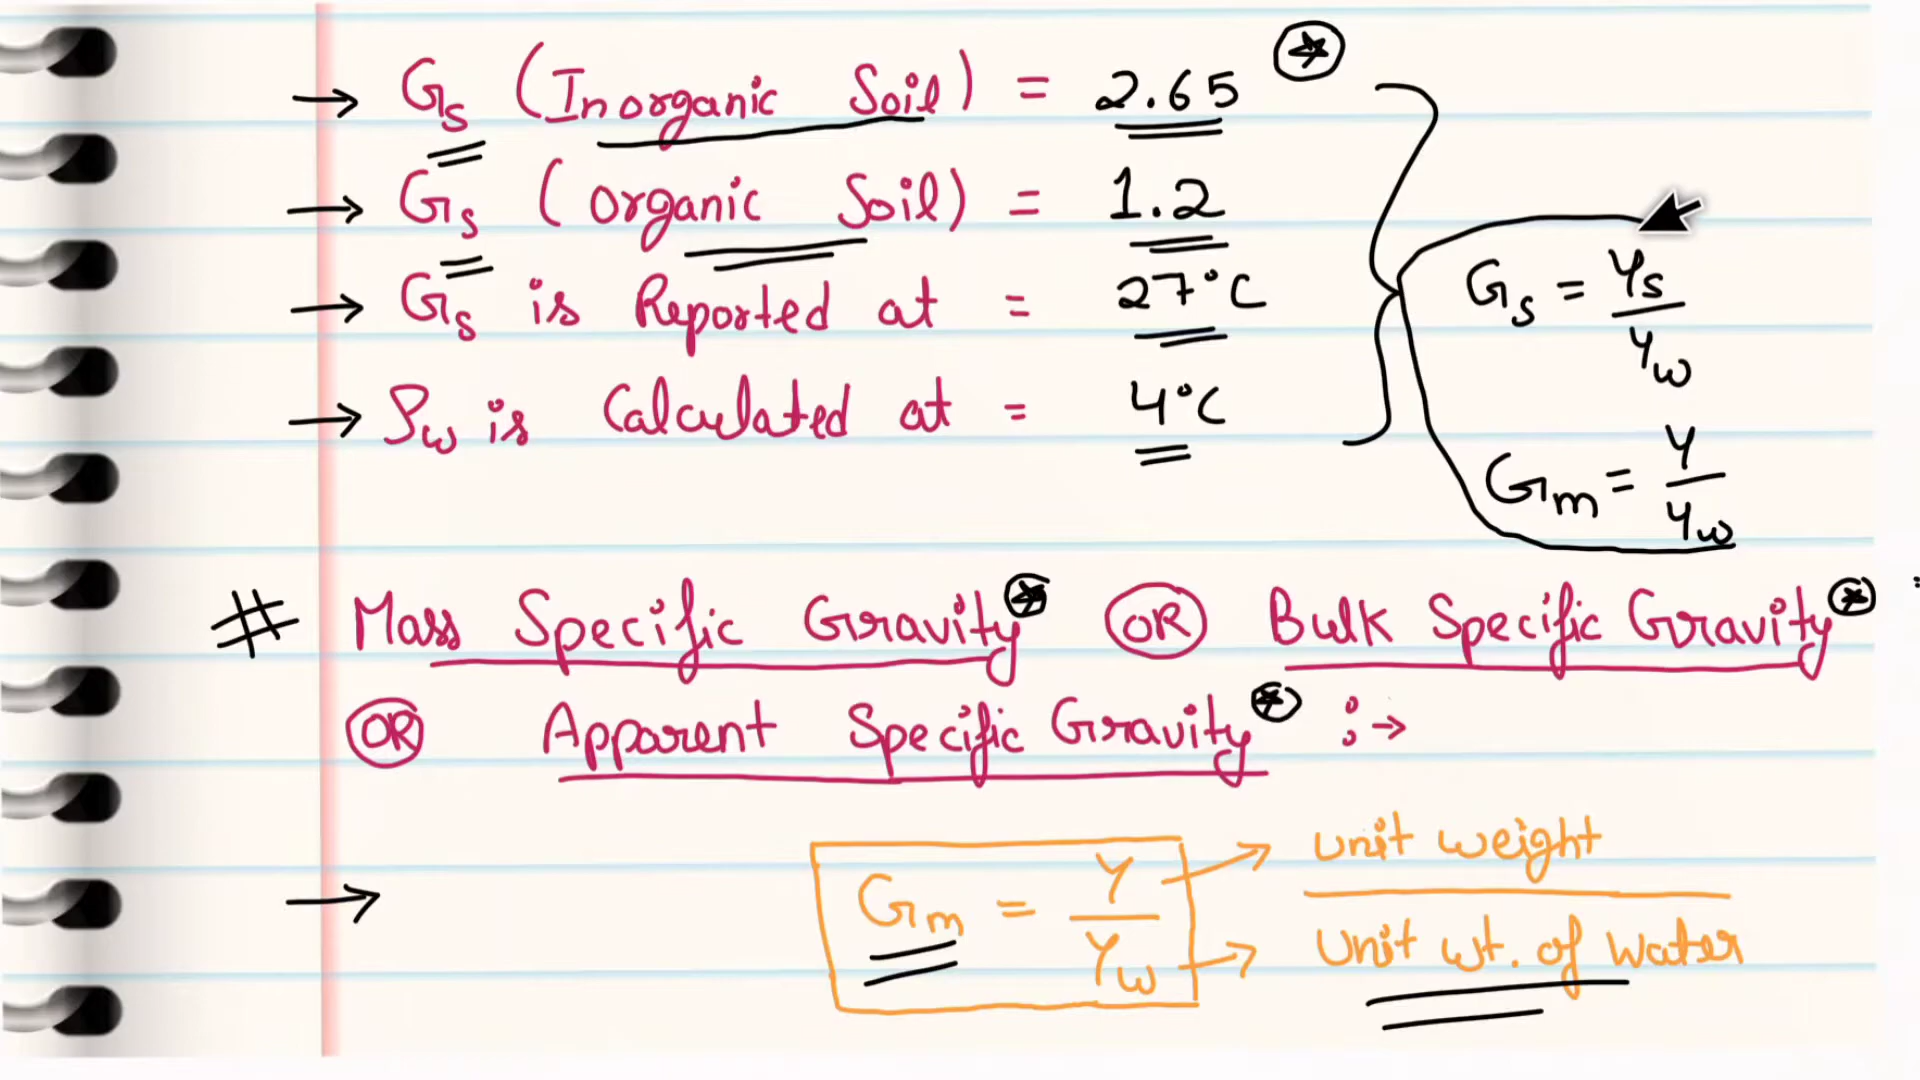 → Gs (Inorganic Soil) = 2.65
→ Gs (organic Soil) = 1.2
→ Gs is Reported at = 27°C
→ ρw is Calculated at = 4°C
Gs = γs/γw
Gm = γ/γw
# Mass Specific Gravity OR Bulk Specific Gravity
OR Apparent Specific Gravity :→
→ Gm = γ/γw → unit weight
→ unit wt. of water